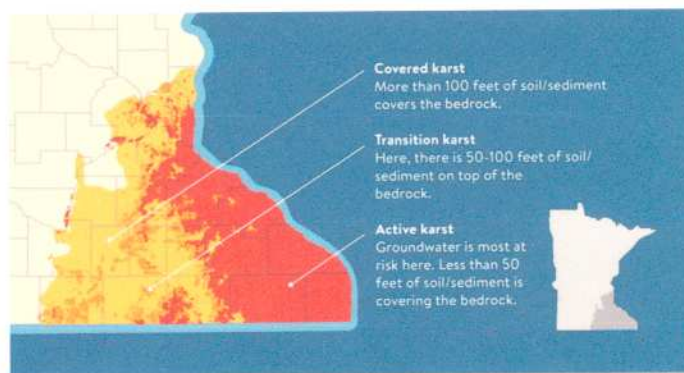 Covered karst
More than 100 feet of soil/sediment
covers the bedrock.
Transition karst
Here, there is 50-100 feet of soil/
sediment on top of the
bedrock.
Active karst
Groundwater is most at
risk here. Less than 50
feet of soil/sediment is
covering the bedrock.